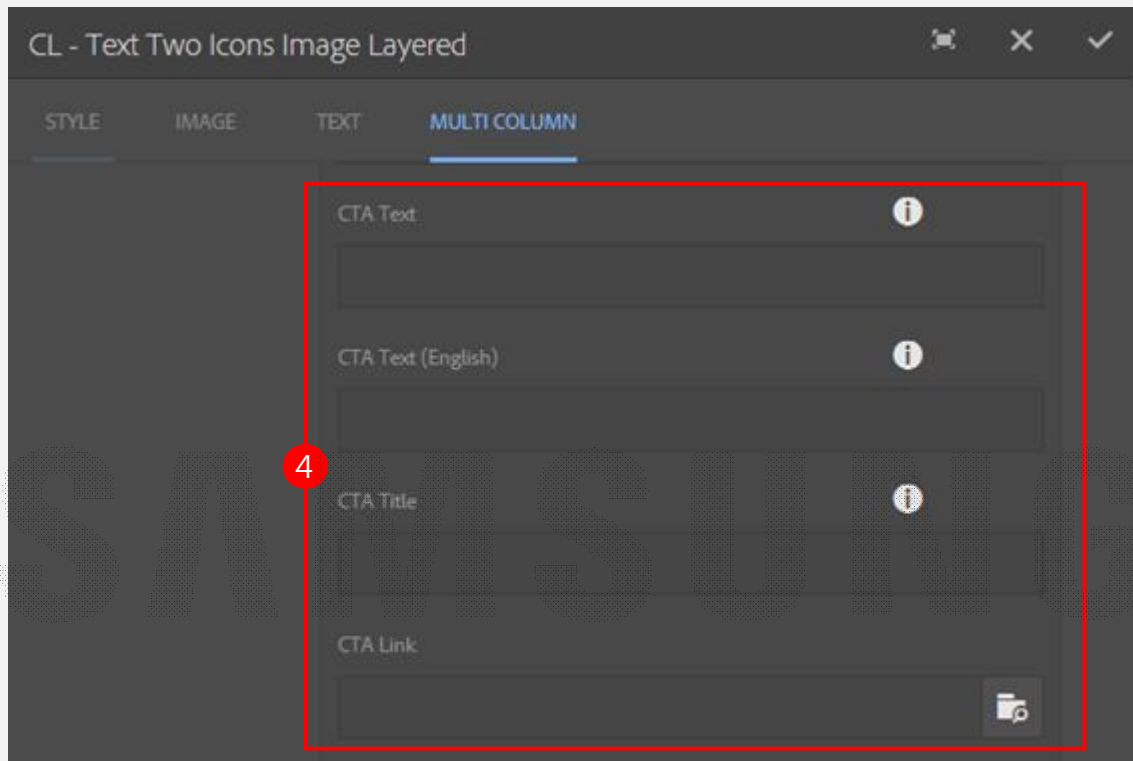 CL - Text Two Icons Image Layered
STYLE IMAGE TEXT MULTI COLUMN
CTA Text
CTA Text (English)
4
CTA Title
SAMSUNG
CTA Link